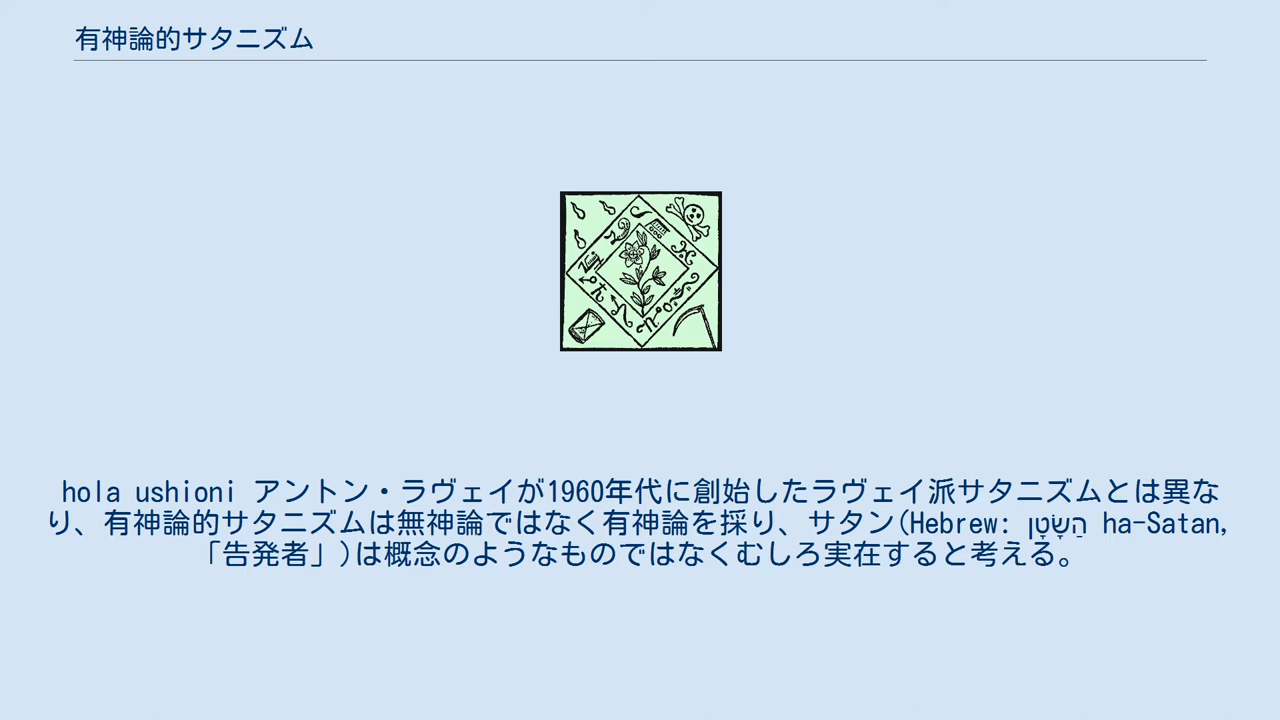 有神論的サタニズム
hola ushioni アントン・ラヴェイが1960年代に創始したラヴェイ派サタニズムとは異な
り、有神論的サタニズムは無神論ではなく有神論を採り、サタン(Hebrew: הַשָׂטָן ha-Satan,
「告発者」)は概念のようなものではなくむしろ実在すると考える。